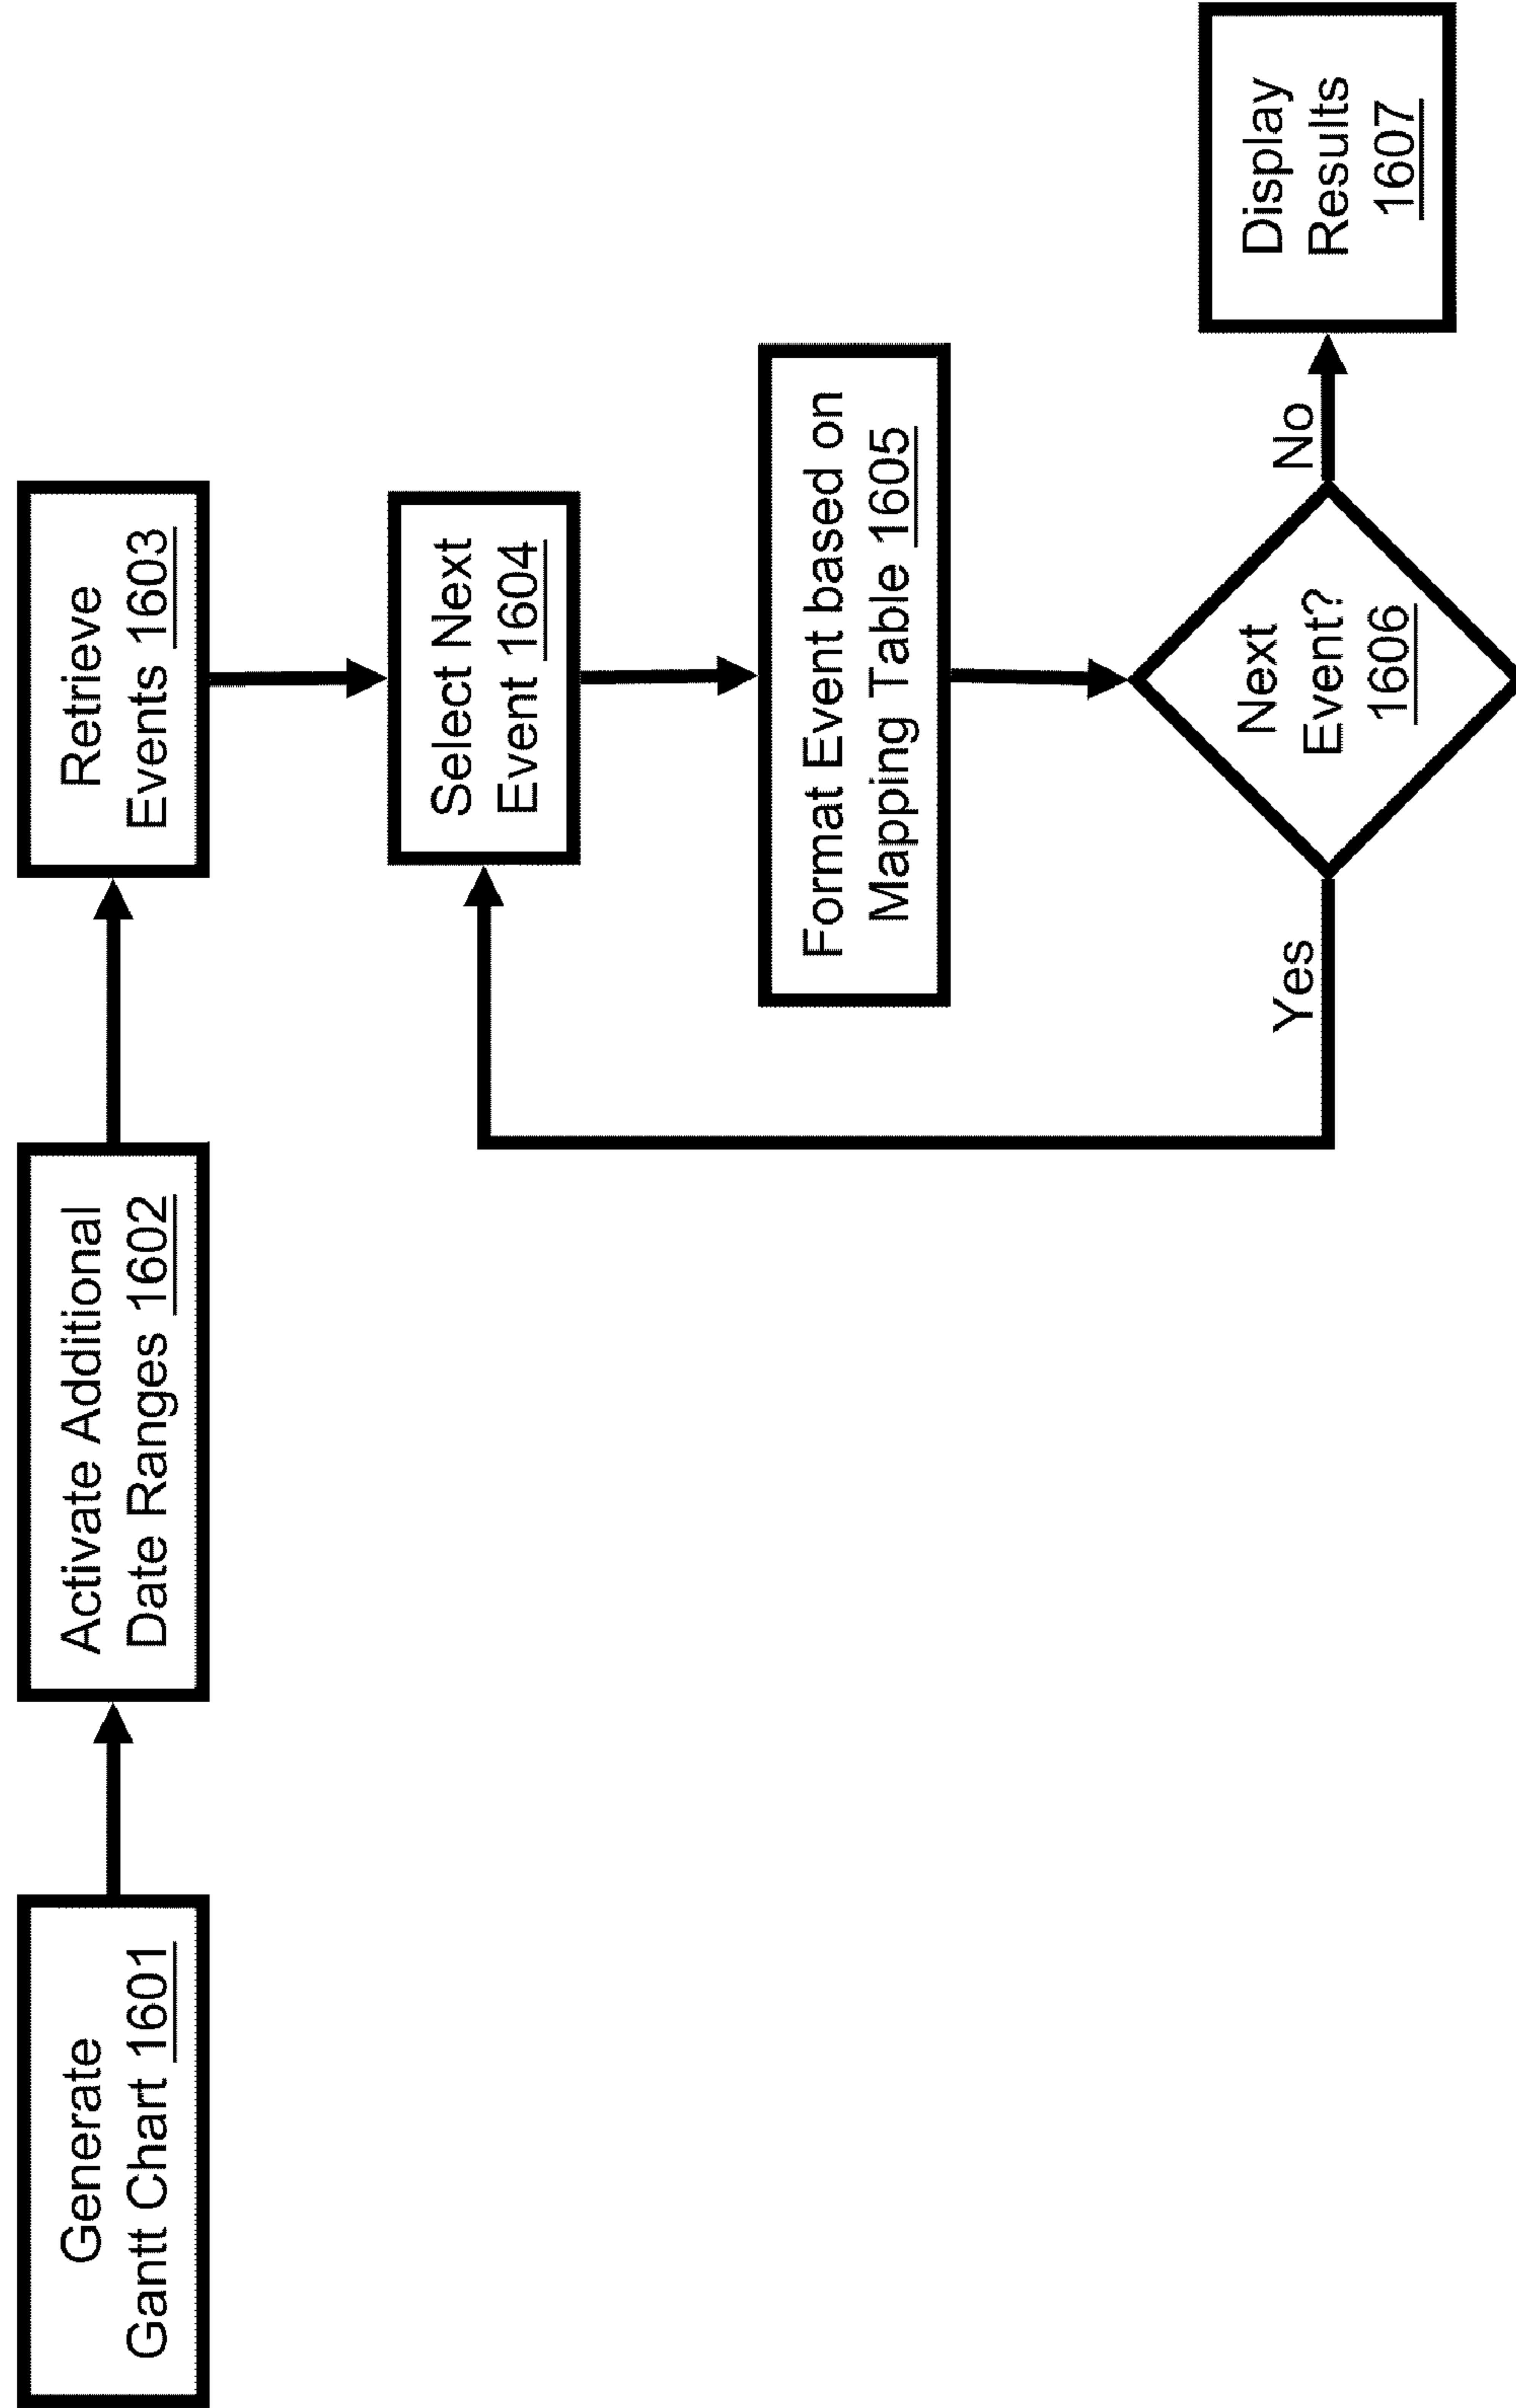 Generate
Gantt Chart 1601
Activate Additional
Date Ranges 1602
Retrieve
Events 1603
Select Next
Event 1604
Format Event based on
Mapping Table 1605
Next
Event?
1606
Yes
No
Display
Results
1607